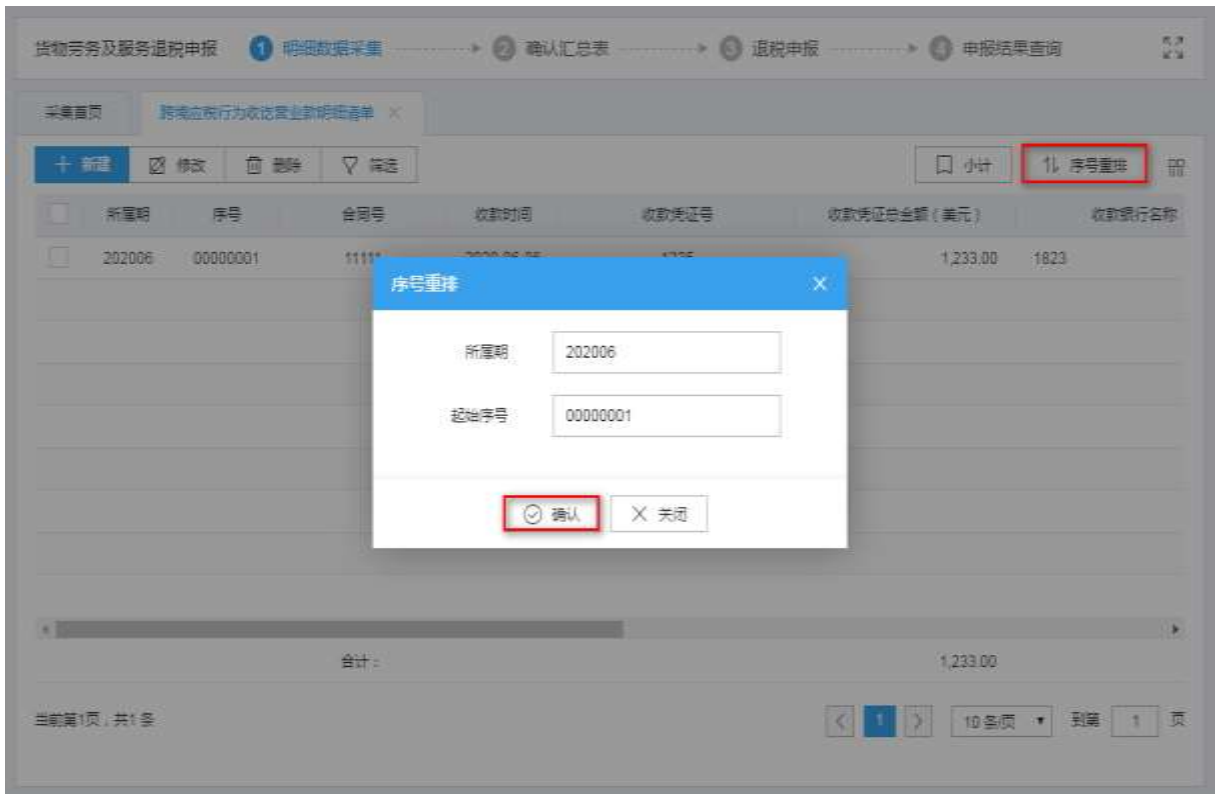 货物劳务及服务退税申报 1 明细数据采集 2 确认汇总表 3 退税申报 4 申报结果查询
采集首页 跨境应税行为收讫营业款明细清单
新建 修改 删除 筛选 小计 序号重排
所属期 序号 合同号 收款时间 收款凭证号 收款凭证总金额(美元) 收款银行名称
202006 00000001 11111 1,233.00 1823
序号重排
所属期 202006
起始序号 00000001
确认 关闭
合计: 1,233.00
当前第1页,共1条 1 10条/页 到第 1 页